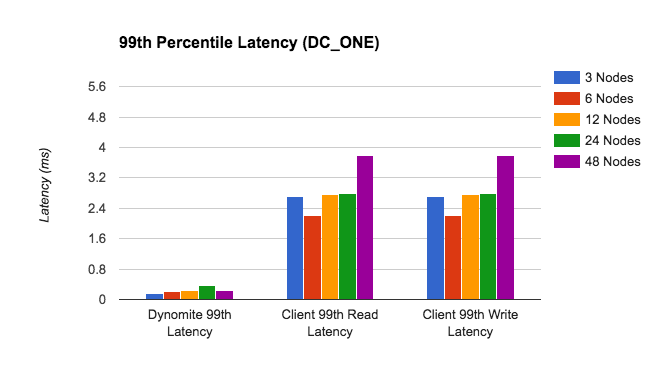 99th Percentile Latency (DC_ONE)
5.6
4.8
4
3.2
2.4
1.6
0.8
0
Latency (ms)
Dynomite 99th
Latency
Client 99th Read
Latency
Client 99th Write
Latency
3 Nodes
6 Nodes
12 Nodes
24 Nodes
48 Nodes